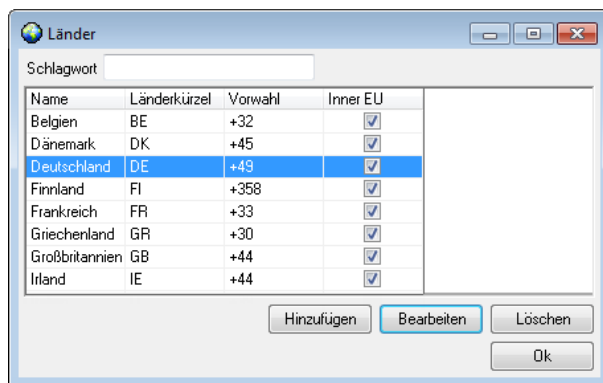 Länder
Schlagwort
Name Länderkürzel Vorwahl Inner EU
Belgien BE +32
Dänemark DK +45
Deutschland DE +49
Finnland FI +358
Frankreich FR +33
Griechenland GR +30
Großbritannien GB +44
Irland IE +44
Hinzufügen Bearbeiten Löschen
Ok